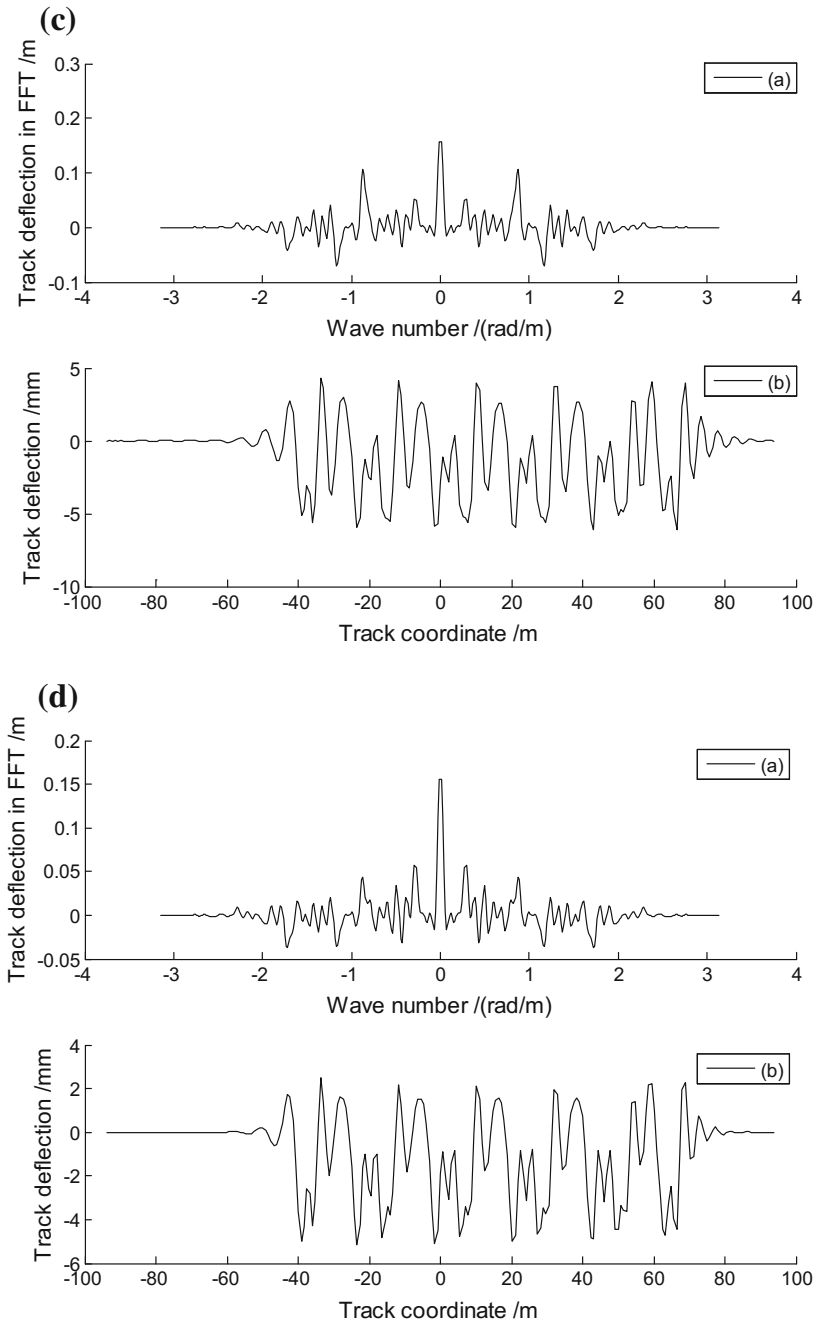 (c)
0.3
0.2
0.1
0
-0.1
Track deflection in FFT /m
(a)
-4 -3 -2 -1 0 1 2 3 4
Wave number /(rad/m)
5
0
-5
-10
Track deflection /mm
(b)
-100 -80 -60 -40 -20 0 20 40 60 80 100
Track coordinate /m
(d)
0.2
0.15
0.1
0.05
0
-0.05
Track deflection in FFT /m
(a)
-4 -3 -2 -1 0 1 2 3 4
Wave number /(rad/m)
4
2
0
-2
-4
-6
Track deflection /mm
(b)
-100 -80 -60 -40 -20 0 20 40 60 80 100
Track coordinate /m